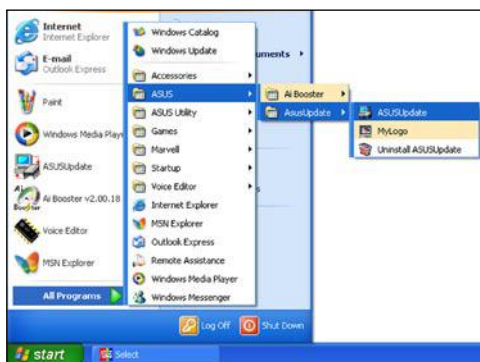 Internet
Internet Explorer
E-mail
Outlook Express
Paint
Windows Media Play
ASUSUpdate
Ai Booster v2.00.18
Voice Editor
MSN Explorer
All Programs
Windows Catalog
Windows Update
Accessories
ASUS
ASUS Utility
Games
Marvell
Startup
Voice Editor
Internet Explorer
MSN Explorer
Outlook Express
Remote Assistance
Windows Media Player
Windows Messenger
uments
Ai Booster
AsusUpdate
ASUSUpdate
MyLogo
Uninstall ASUSUpdate
Log Off
Shut Down
start
Select